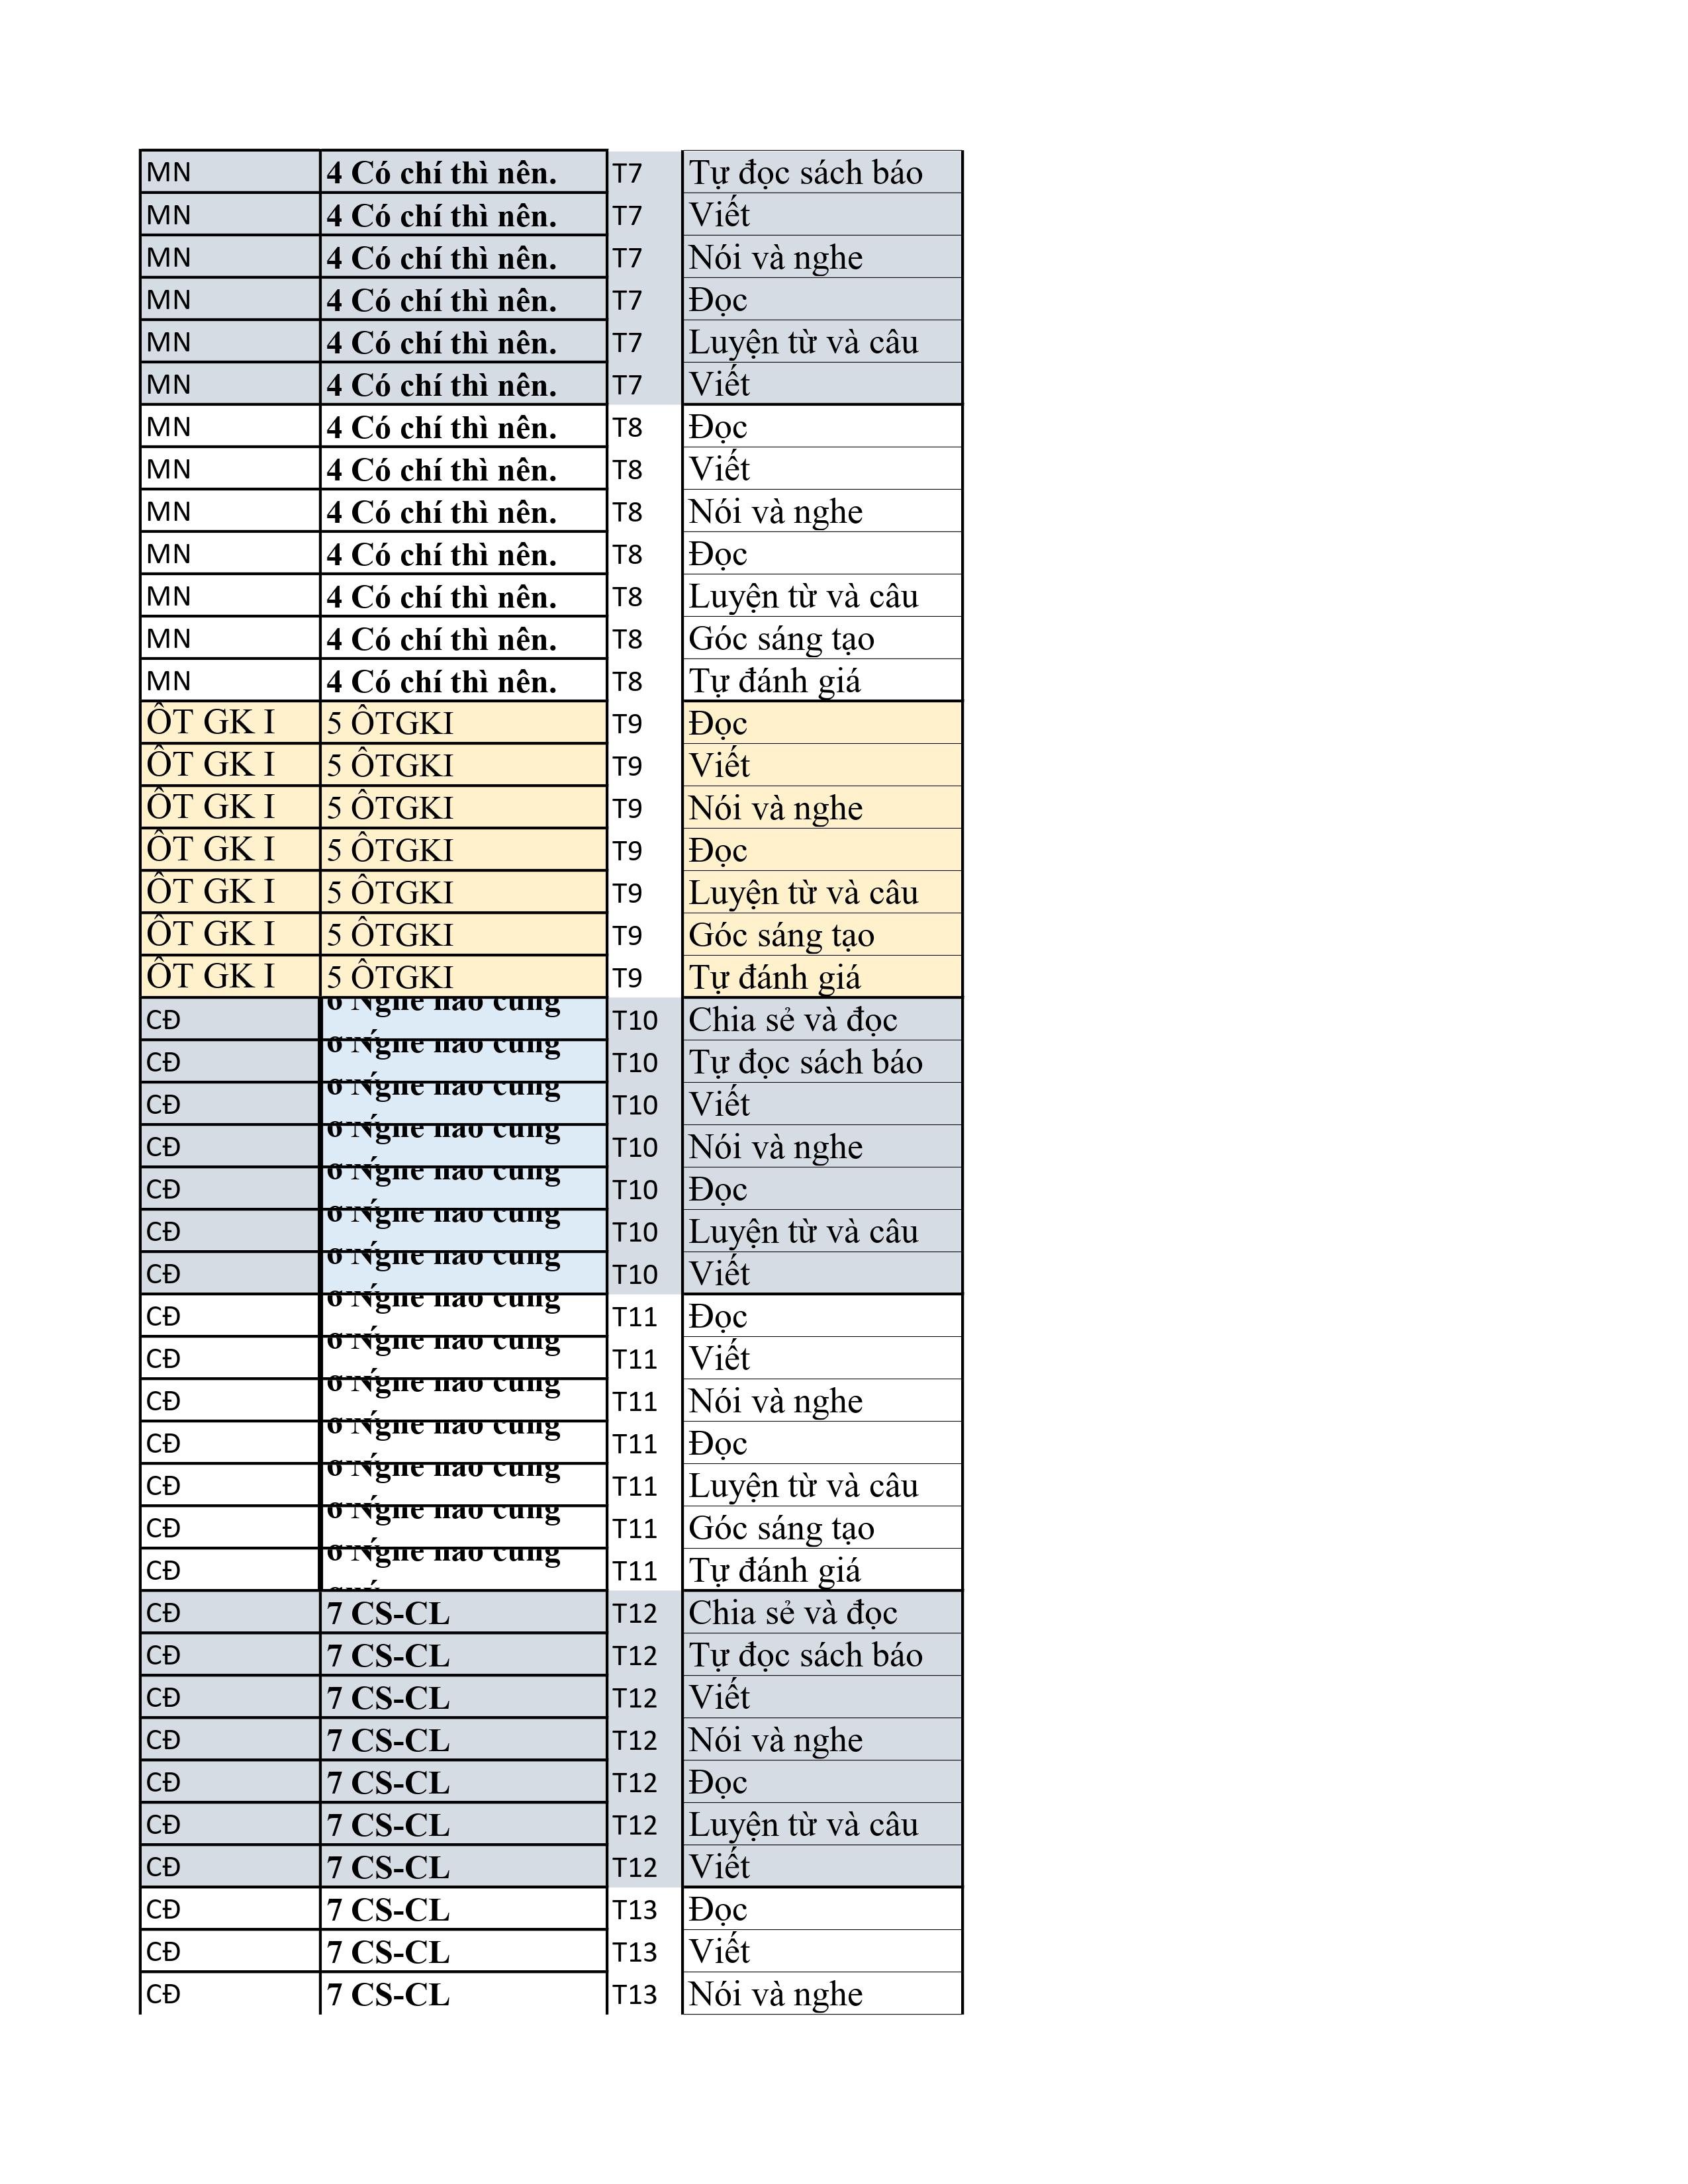 MN 4 Có chí thì nên. T7 Tự đọc sách báo
MN 4 Có chí thì nên. T7 Viết
MN 4 Có chí thì nên. T7 Nói và nghe
MN 4 Có chí thì nên. T7 Đọc
MN 4 Có chí thì nên. T7 Luyện từ và câu
MN 4 Có chí thì nên. T7 Viết
MN 4 Có chí thì nên. T8 Đọc
MN 4 Có chí thì nên. T8 Viết
MN 4 Có chí thì nên. T8 Nói và nghe
MN 4 Có chí thì nên. T8 Đọc
MN 4 Có chí thì nên. T8 Luyện từ và câu
MN 4 Có chí thì nên. T8 Góc sáng tạo
MN 4 Có chí thì nên. T8 Tự đánh giá
ÔT GK I 5 ÔTGKI T9 Đọc
ÔT GK I 5 ÔTGKI T9 Viết
ÔT GK I 5 ÔTGKI T9 Nói và nghe
ÔT GK I 5 ÔTGKI T9 Đọc
ÔT GK I 5 ÔTGKI T9 Luyện từ và câu
ÔT GK I 5 ÔTGKI T9 Góc sáng tạo
ÔT GK I 5 ÔTGKI T9 Tự đánh giá
CĐ 6 Nghề nào cũng T10 Chia sẻ và đọc
CĐ 6 Nghề nào cũng T10 Tự đọc sách báo
CĐ 6 Nghề nào cũng T10 Viết
CĐ 6 Nghề nào cũng T10 Nói và nghe
CĐ 6 Nghề nào cũng T10 Đọc
CĐ 6 Nghề nào cũng T10 Luyện từ và câu
CĐ 6 Nghề nào cũng T10 Viết
CĐ 6 Nghề nào cũng T11 Đọc
CĐ 6 Nghề nào cũng T11 Viết
CĐ 6 Nghề nào cũng T11 Nói và nghe
CĐ 6 Nghề nào cũng T11 Đọc
CĐ 6 Nghề nào cũng T11 Luyện từ và câu
CĐ 6 Nghề nào cũng T11 Góc sáng tạo
CĐ 6 Nghề nào cũng T11 Tự đánh giá
CĐ 7 CS-CL T12 Chia sẻ và đọc
CĐ 7 CS-CL T12 Tự đọc sách báo
CĐ 7 CS-CL T12 Viết
CĐ 7 CS-CL T12 Nói và nghe
CĐ 7 CS-CL T12 Đọc
CĐ 7 CS-CL T12 Luyện từ và câu
CĐ 7 CS-CL T12 Viết
CĐ 7 CS-CL T13 Đọc
CĐ 7 CS-CL T13 Viết
CĐ 7 CS-CL T13 Nói và nghe